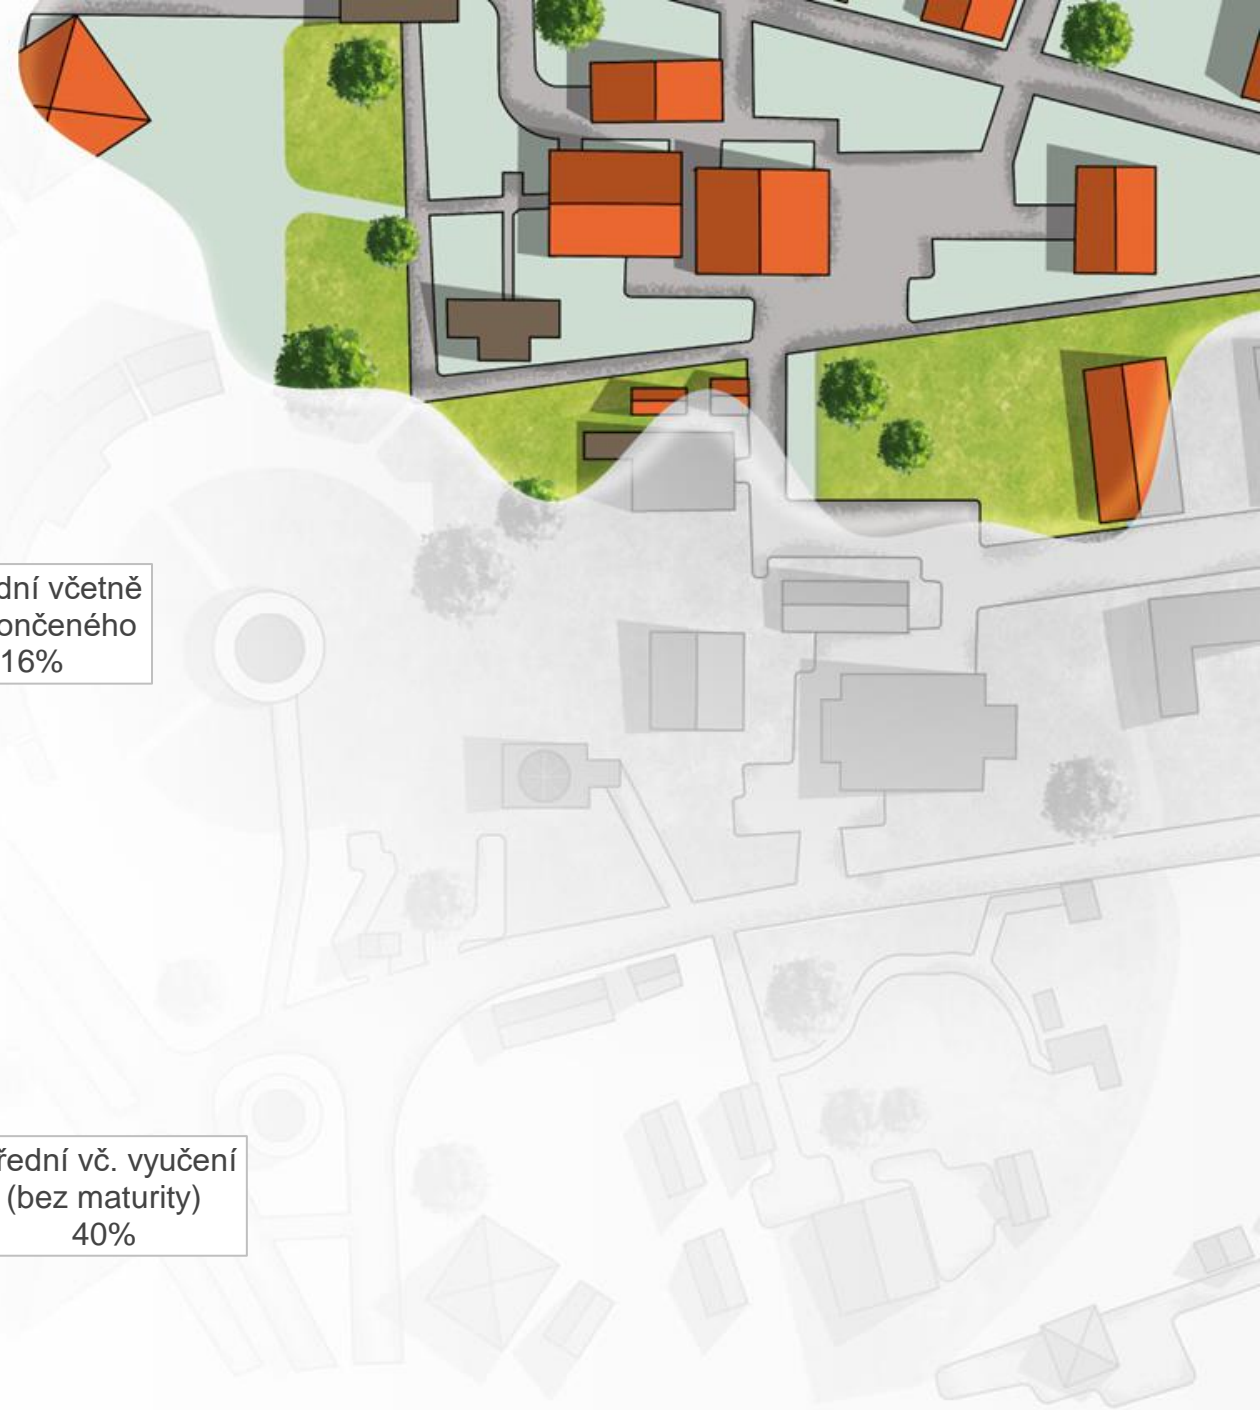 dní včetně
ončeného
16%
řední vč. vyučení
(bez maturity)
40%